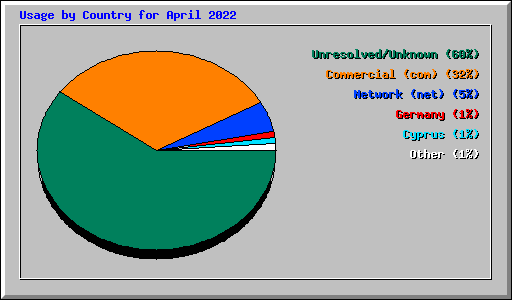 Usage by Country for April 2022
Unresolved/Unknown (60%)
Commercial (com) (32%)
Network (net) (5%)
Germany (1%)
Cyprus (1%)
Other (1%)